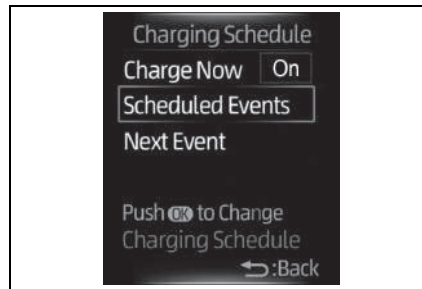 Charging Schedule
Charge Now On
Scheduled Events
Next Event
Push OK to Change
Charging Schedule
:Back